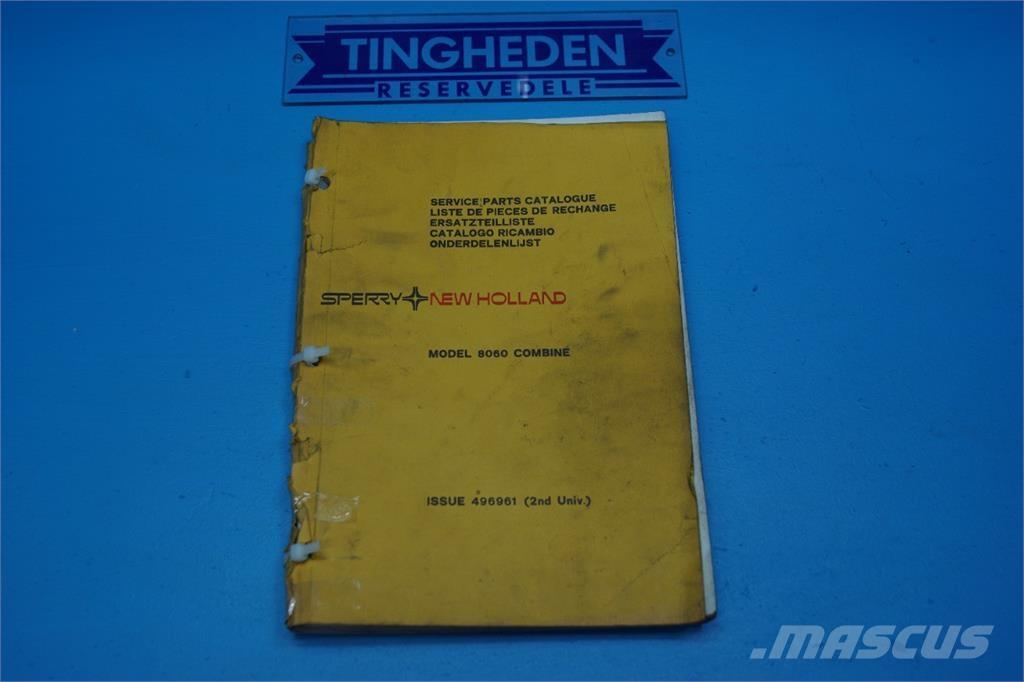 TINGHEDEN
RESERVEDELE
SERVICE PARTS CATALOGUE
LISTE DE PIECES DE RECHANGE
ERSATZTEILLISTE
CATALOGO RICAMBIO
ONDERDELENLIJST
SPERRY NEW HOLLAND
MODEL 8060 COMBINE
ISSUE 496961 (2nd Univ.)
.MASCUS